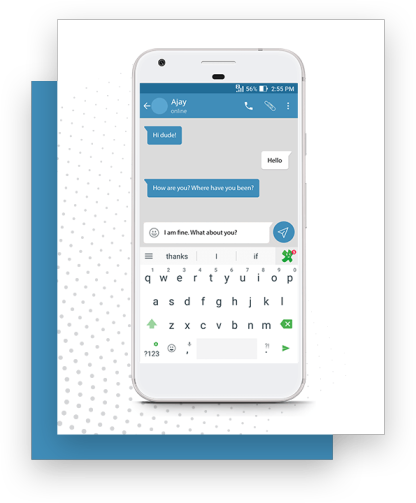 56% 2:55 PM
Ajay
online
Hi dude!
Hello
How are you? Where have you been?
I am fine. What about you?
thanks I if
1 2 3 4 5 6 7 8 9 0
q w e r t y u i o p
a s d f g h j k l
z x c v b n m
?123 , .